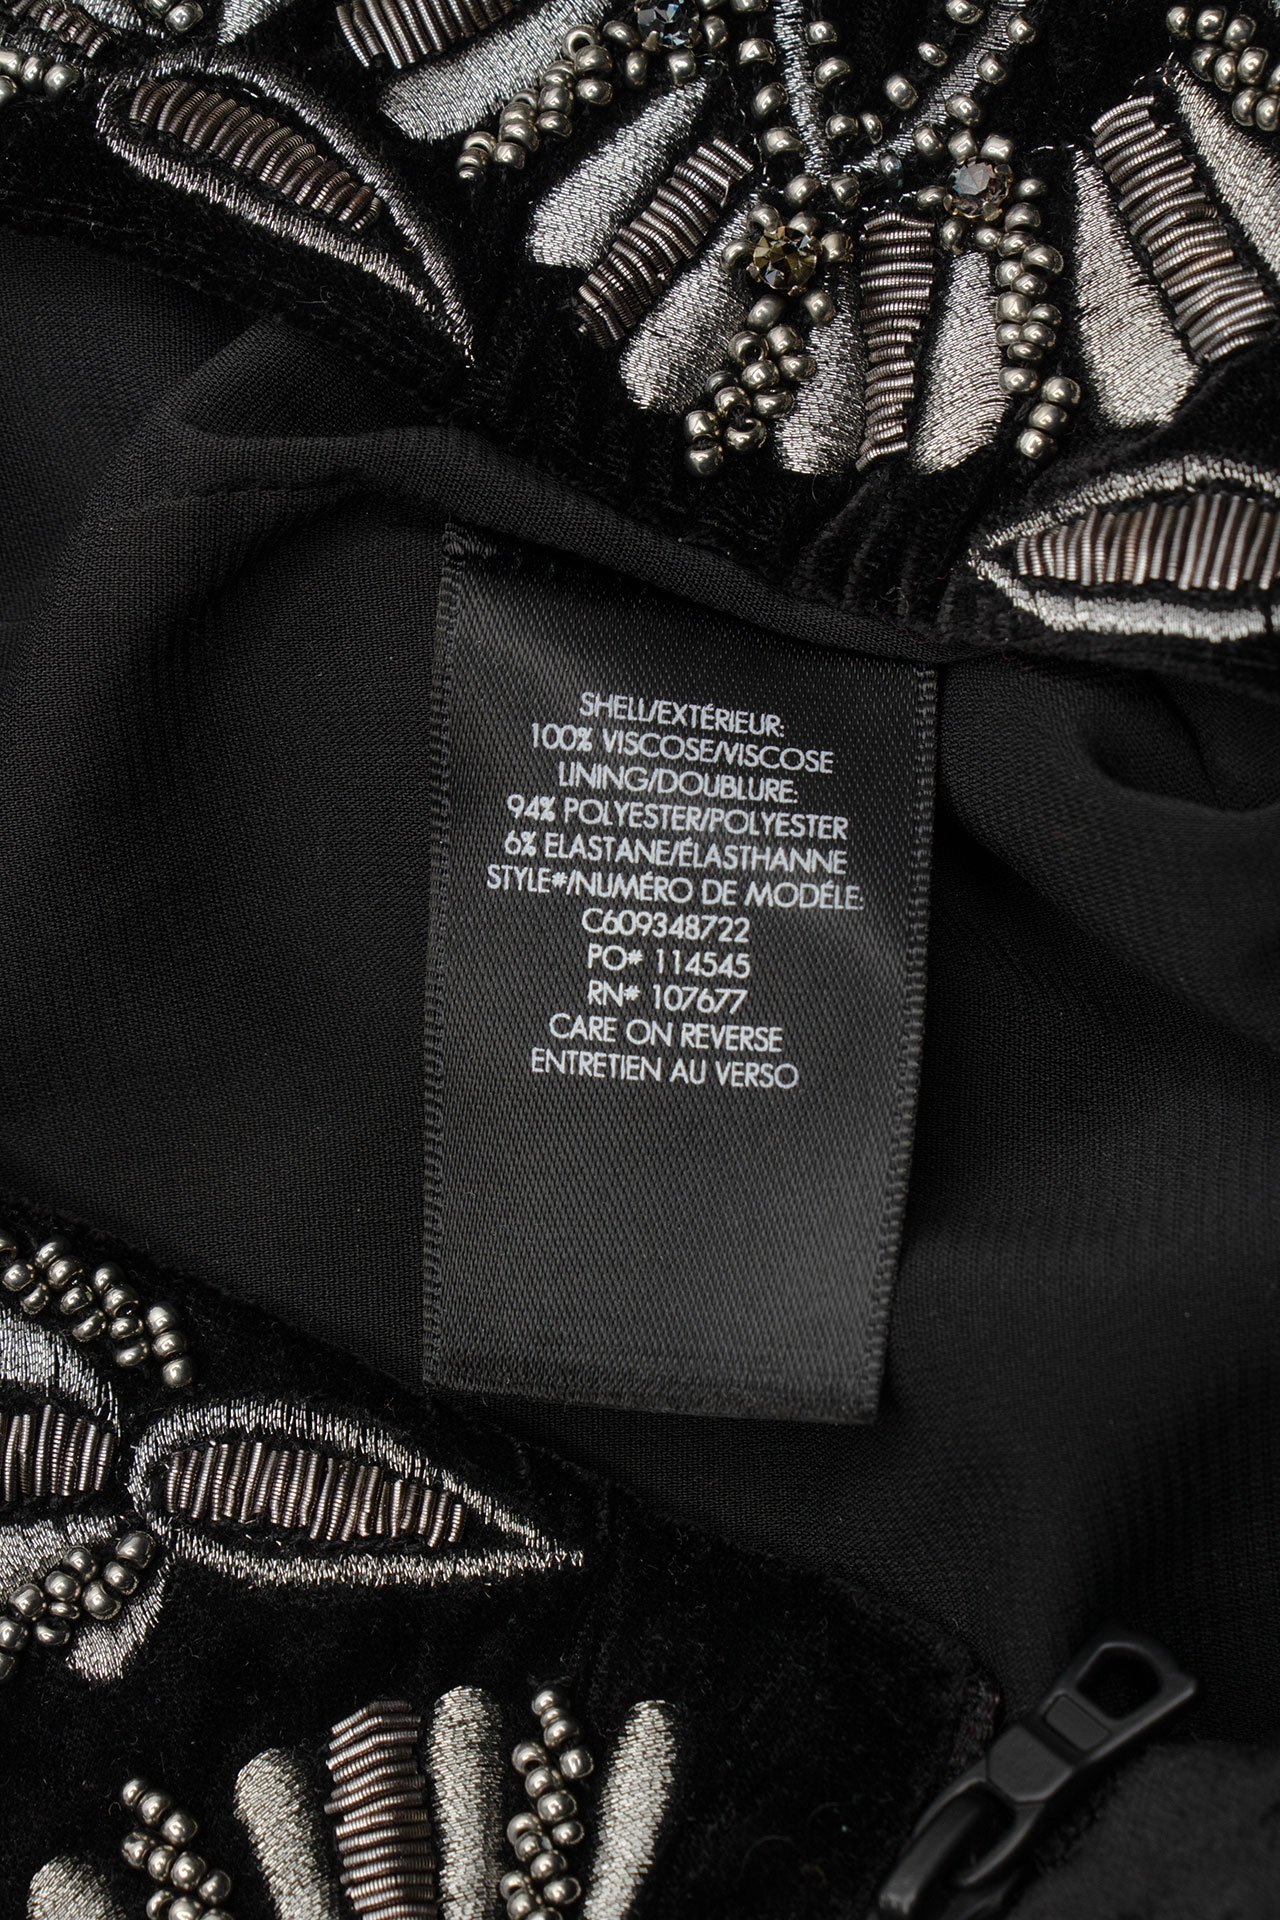 SHELL/EXTÉRIEUR:
100% VISCOSE/VISCOSE
LINING/DOUBLURE:
94% POLYESTER/POLYESTER
6% ELASTANE/ÉLASTHANNE
STYLE#/NUMÉRO DE MODÉLE:
C609348722
PO# 114545
RN# 107677
CARE ON REVERSE
ENTRETIEN AU VERSO